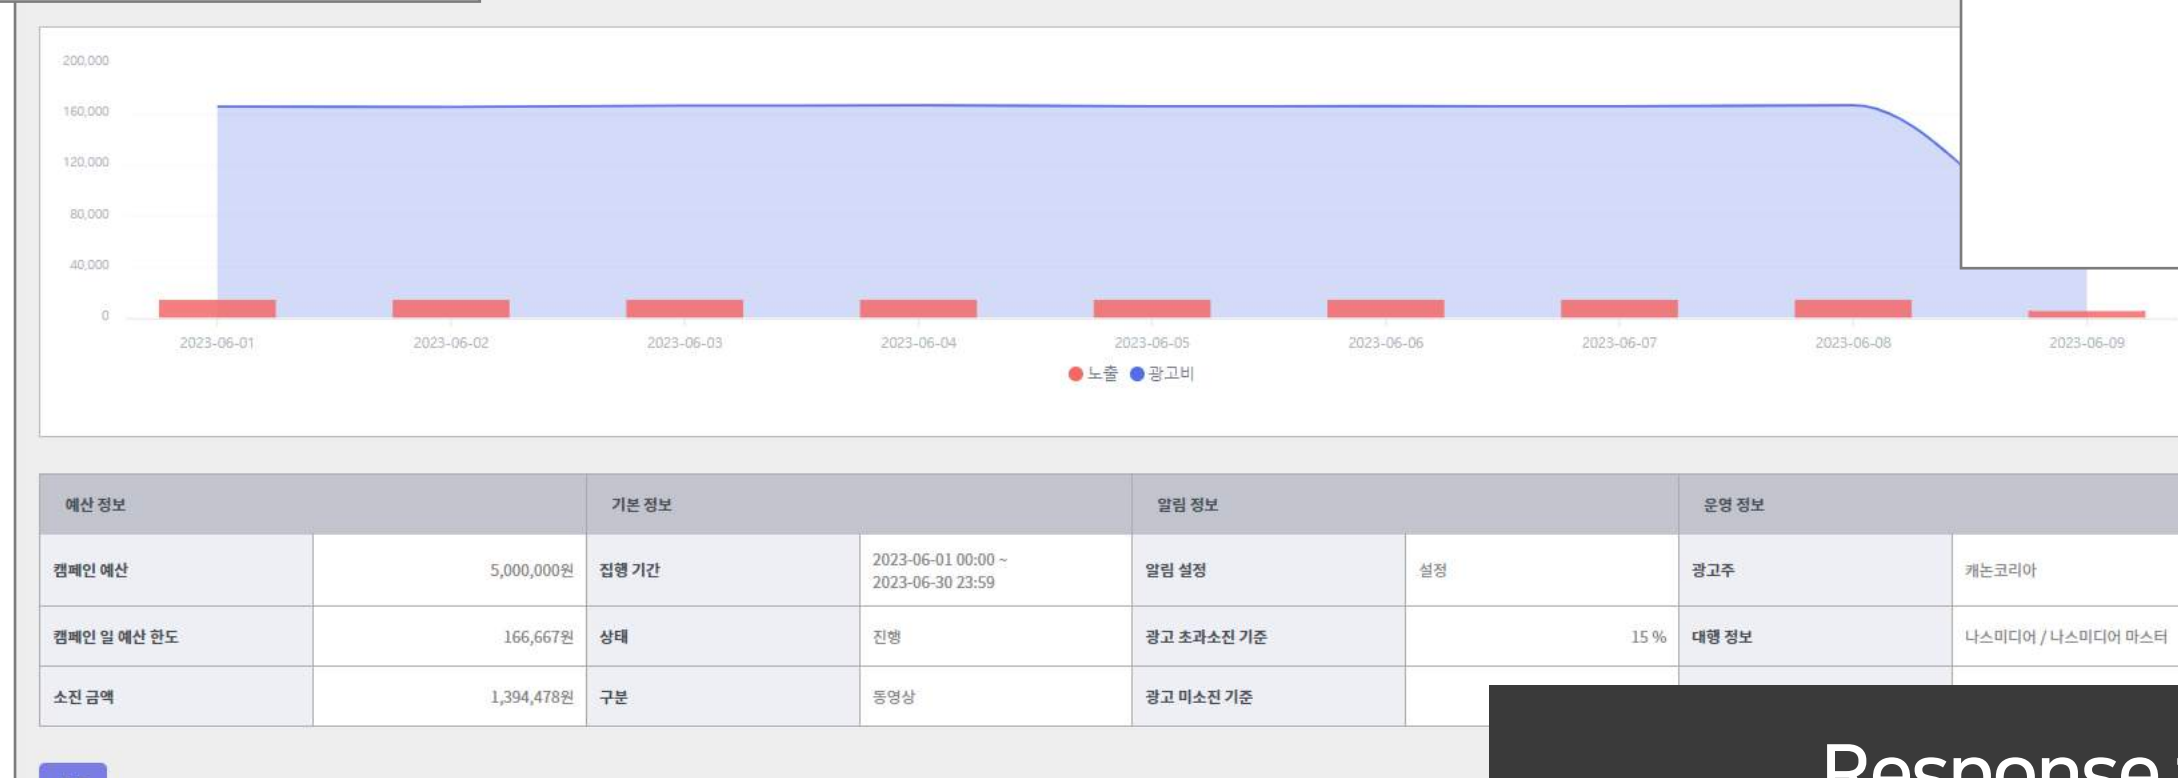 200,000
160,000
120,000
80,000
40,000
0
2023-06-01 2023-06-02 2023-06-03 2023-06-04 2023-06-05 2023-06-06 2023-06-07 2023-06-08 2023-06-09
노출 광고비
예산 정보 기본 정보 알림 정보 운영 정보
캠페인 예산 5,000,000원 집행 기간 2023-06-01 00:00 ~
2023-06-30 23:59 알림 설정 설정 광고주 캐논코리아
캠페인 일 예산 한도 166,667원 상태 진행 광고 초과소진 기준 15 % 대행 정보 나스미디어 / 나스미디어 마스터
소진 금액 1,394,478원 구분 동영상 광고 미소진 기준
Response